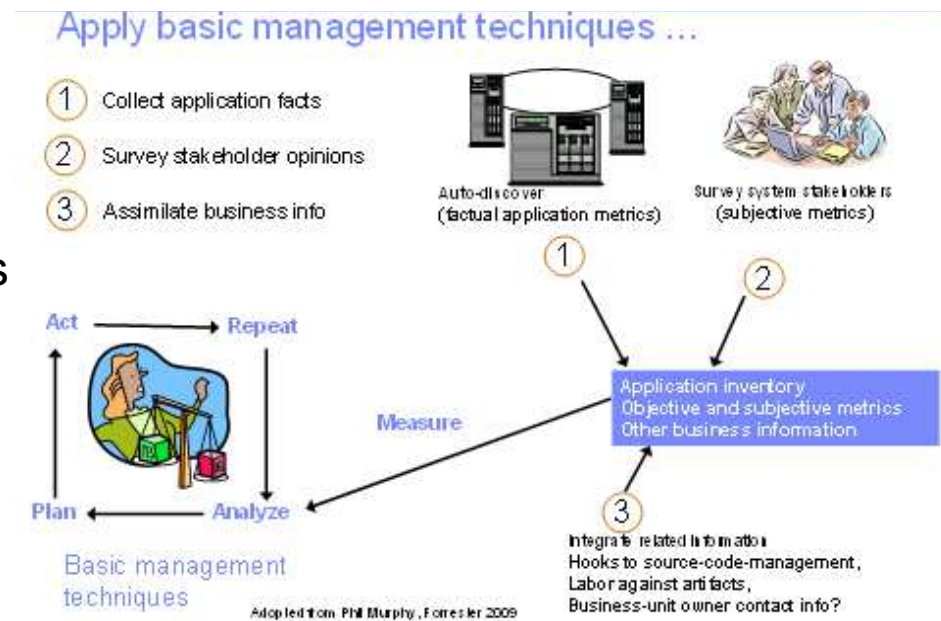 Apply basic management techniques ...
1 Collect application facts
2 Survey stakeholder opinions
3 Assimilate business info
Auto-discover
(factual application metrics)
Survey system stakeholders
(subjective metrics)
1
2
s
Act
Repeat
Application inventory
Objective and subjective metrics
Other business information
Measure
Plan
Analyze
3
Integrate related information
Hooks to source-code-management,
Labor against artifacts,
Business-unit owner contact info?
Basic management
techniques
Adopted from Phil Murphy, Forrester 2009